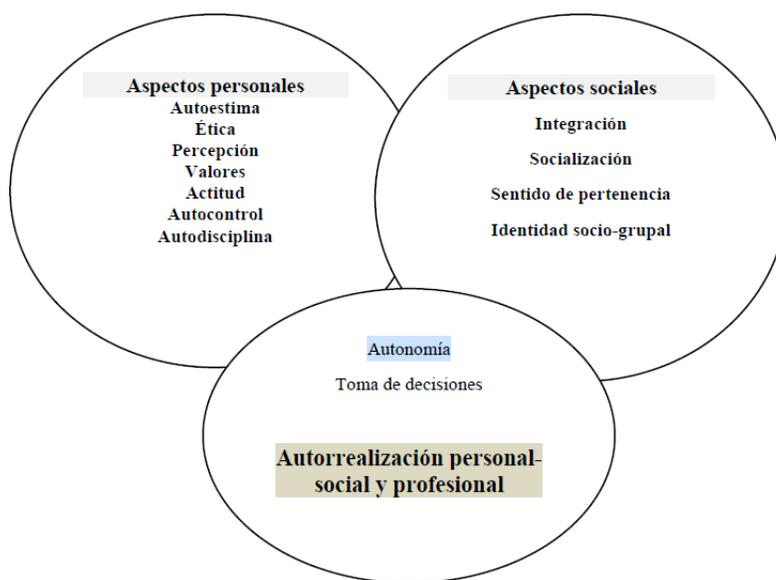 Aspectos personales
Autoestima
Ética
Percepción
Valores
Actitud
Autocontrol
Autodisciplina
Aspectos sociales
Integración
Socialización
Sentido de pertenencia
Identidad socio-grupal
Autonomía
Toma de decisiones
Autorrealización personal-
social y profesional